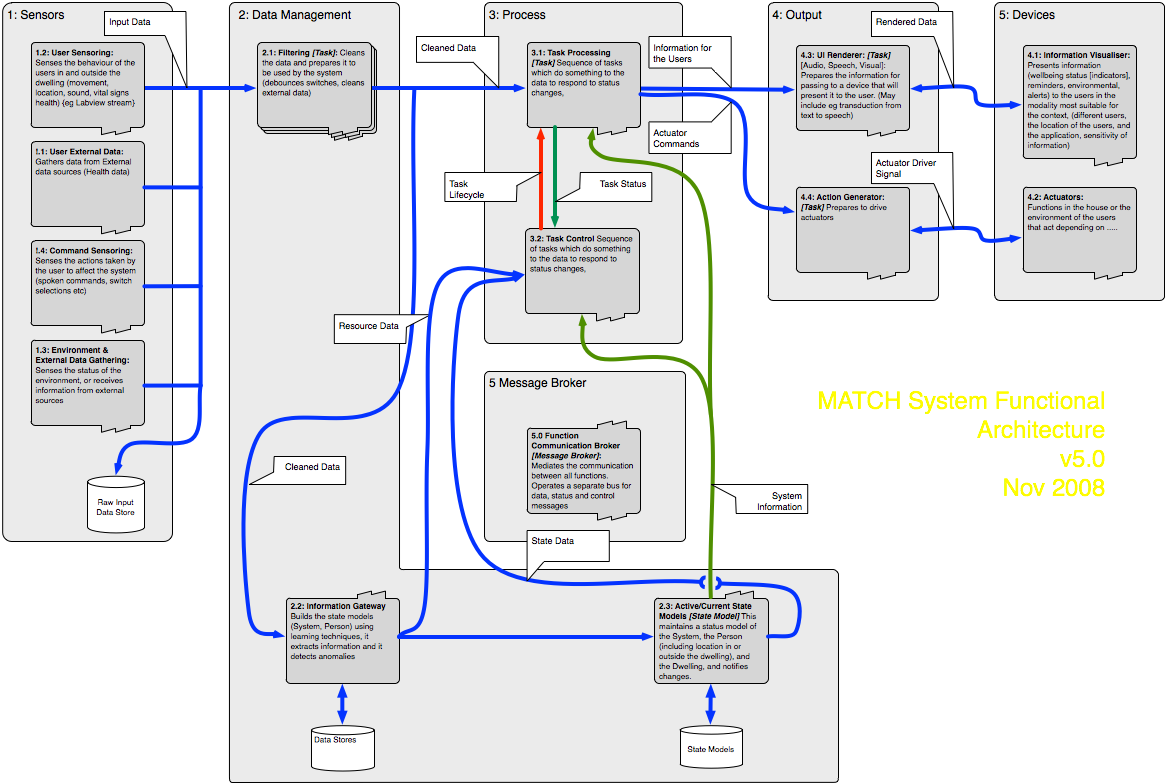 1: Sensors
Input Data
1.2: User Sensoring:
Senses the behaviour of the
users in and outside the
dwelling (movement,
location, sound, vital signs
health) {eg Labview stream}
!.1: User External Data:
Gathers data from External
data sources (Health data)
!.4: Command Sensoring:
Senses the actions taken by
the user to affect the system
(spoken commands, switch
selections etc)
1.3: Environment &
External Data Gathering:
Senses the status of the
environment, or receives
information from external
sources
Raw Input
Data Store
2: Data Management
2.1: Filtering [Task]: Cleans
the data and prepares it to
be used by the system
(debounces switches, cleans
external data)
Cleaned Data
Resource Data
Cleaned Data
2.2: Information Gateway
Builds the state models
(System, Person) using
learning techniques, it
extracts information and it
detects anomalies
Data Stores
2.3: Active/Current State
Models [State Model] This
maintains a status model of
the System, the Person
(including location in or
outside the dwelling), and
the Dwelling, and notifies
changes.
State Models
3: Process
3.1: Task Processing
[Task] Sequence of tasks
which do something to the
data to respond to status
changes,
Task
Lifecycle
Task Status
3.2: Task Control Sequence
of tasks which do something
to the data to respond to
status changes,
Information for
the Users
Actuator
Commands
5 Message Broker
5.0 Function
Communication Broker
[Message Broker]:
Mediates the communication
between all functions.
Operates a separate bus for
data, status and control
messages
State Data
System
Information
4: Output
Rendered Data
4.3: UI Renderer: [Task]
[Audio, Speech, Visual]:
Prepares the information for
passing to a device that will
present it to the user. (May
include eg transduction from
text to speech)
Actuator Driver
Signal
4.4: Action Generator:
[Task] Prepares to drive
actuators
5: Devices
4.1: Information Visualiser:
Presents information
(wellbeing status [indicators],
reminders, environmental,
alerts) to the users in the
modality most suitable for
the context, (different users,
the location of the users, and
the application, sensitivity of
information)
4.2: Actuators:
Functions in the house or the
environment of the users
that act depending on .....
MATCH System Functional
Architecture
v5.0
Nov 2008